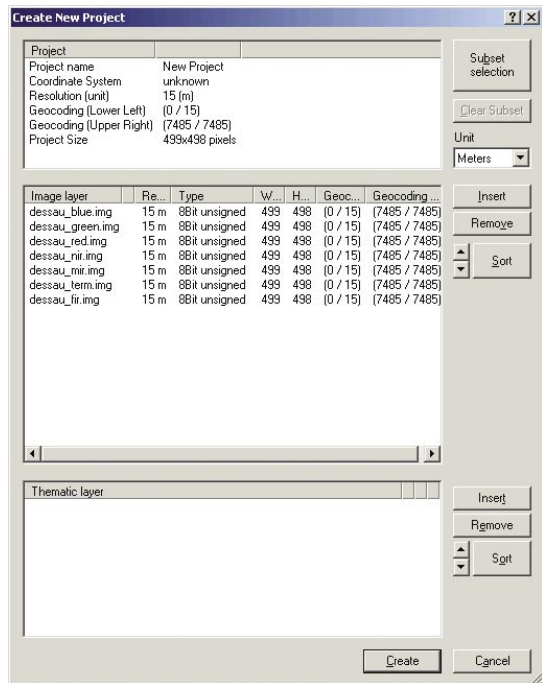 Create New Project
Project
Project name New Project
Coordinate System unknown
Resolution (unit) 15 (m)
Geocoding (Lower Left) (0 / 15)
Geocoding (Upper Right) (7485 / 7485)
Project Size 499x498 pixels
Subset selection
Clear Subset
Unit
Meters
Image layer Re... Type W... H... Geoc... Geocoding ...
dessau_blue.img 15 m 8Bit unsigned 499 498 (0 / 15) (7485 / 7485)
dessau_green.img 15 m 8Bit unsigned 499 498 (0 / 15) (7485 / 7485)
dessau_red.img 15 m 8Bit unsigned 499 498 (0 / 15) (7485 / 7485)
dessau_nir.img 15 m 8Bit unsigned 499 498 (0 / 15) (7485 / 7485)
dessau_mir.img 15 m 8Bit unsigned 499 498 (0 / 15) (7485 / 7485)
dessau_term.img 15 m 8Bit unsigned 499 498 (0 / 15) (7485 / 7485)
dessau_fir.img 15 m 8Bit unsigned 499 498 (0 / 15) (7485 / 7485)
Insert
Remove
Sort
Thematic layer
Insert
Remove
Sort
Create
Cancel